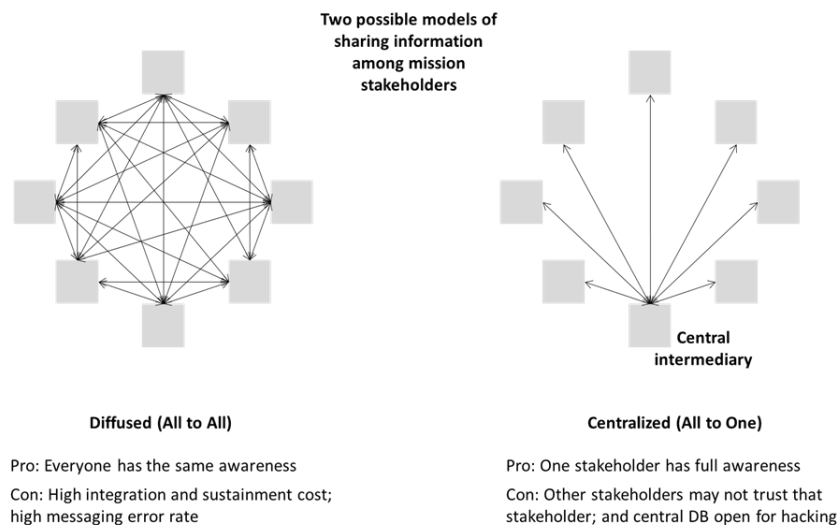 Two possible models of
sharing information
among mission
stakeholders
Central
intermediary
Diffused (All to All)
Pro: Everyone has the same awareness
Con: High integration and sustainment cost;
high messaging error rate
Centralized (All to One)
Pro: One stakeholder has full awareness
Con: Other stakeholders may not trust that
stakeholder; and central DB open for hacking